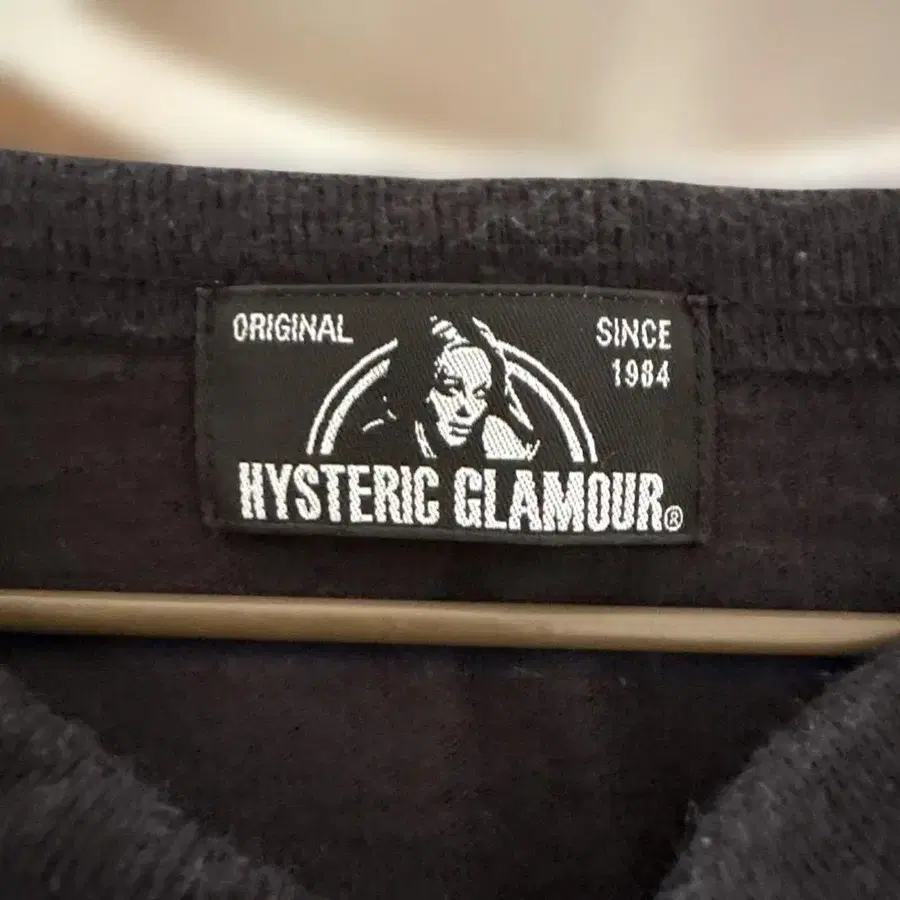 ORIGINAL
SINCE
1984
HYSTERIC GLAMOUR®